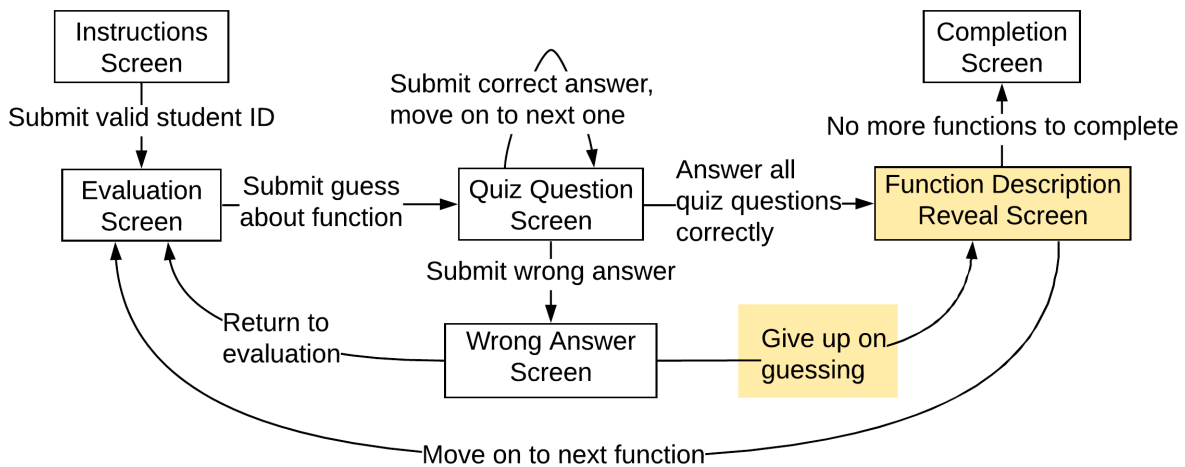 Instructions
Screen
Completion
Screen
Submit correct answer,
move on to next one
Submit valid student ID
No more functions to complete
Evaluation
Screen
Submit guess
about function
Quiz Question
Screen
Answer all
quiz questions
correctly
Function Description
Reveal Screen
Submit wrong answer
Return to
evaluation
Wrong Answer
Screen
Give up on
guessing
Move on to next function